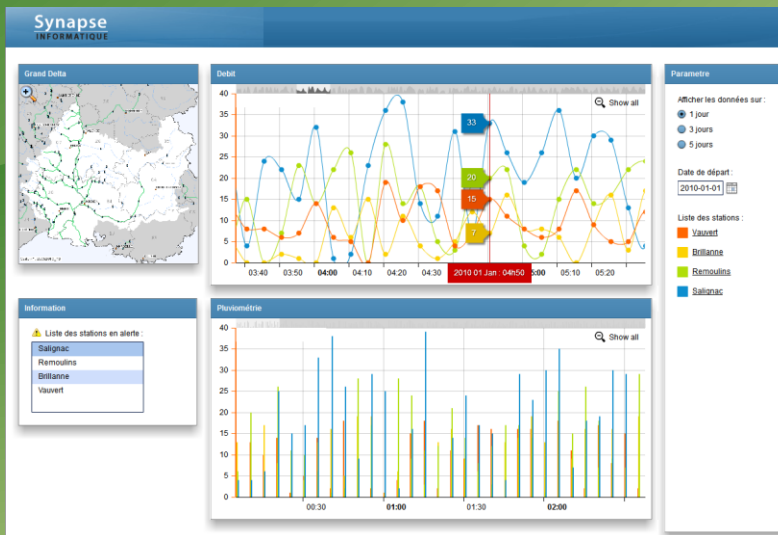 Synapse
INFORMATIQUE
Grand Delta
Debit
Show all
40
35
30
25
20
15
10
5
0
33
20
15
7
03:40 03:50 04:00 04:10 04:20 04:30 2010 01 Jan : 04h50 5:00 05:10 05:20
Parametre
Afficher les données sur :
1 jour
3 jours
5 jours
Date de départ :
2010-01-01
Liste des stations :
Vauvert
Brillanne
Remoulins
Salignac
Information
Liste des stations en alerte :
Salignac
Remoulins
Brillanne
Vauvert
Pluviométrie
Show all
40
35
30
25
20
15
10
5
0
00:30 01:00 01:30 02:00